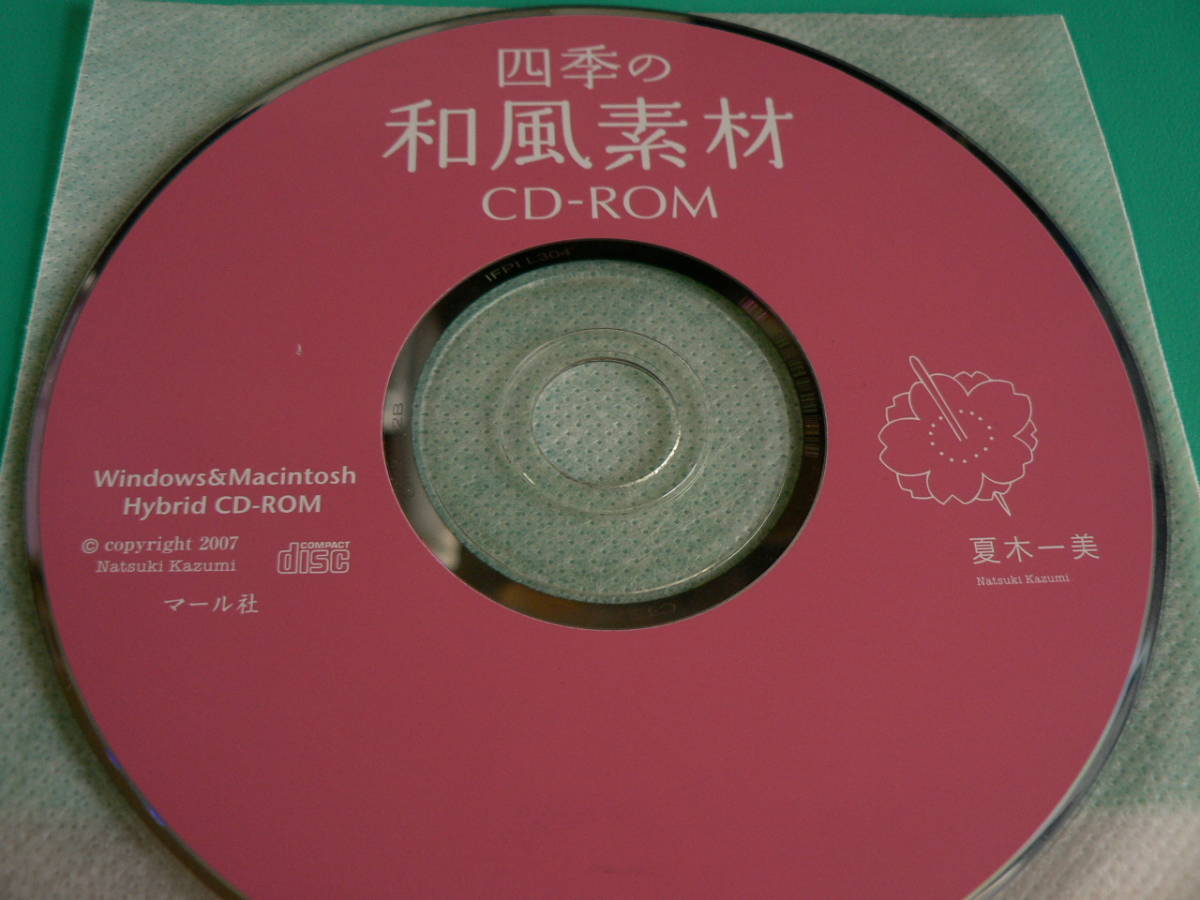 四季の
和風素材
CD-ROM
IFPI L304
2B
Windows&Macintosh
Hybrid CD-ROM
© copyright 2007
Natsuki Kazumi
COMPACT
disc
マール社
夏木一美
Natsuki Kazumi